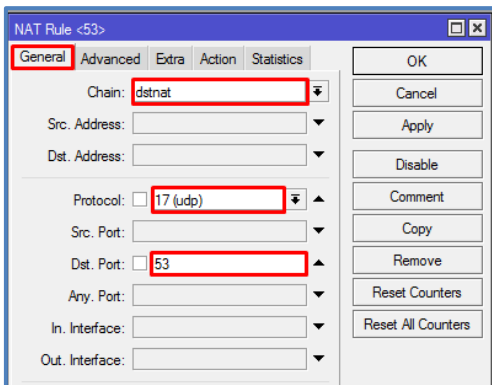 NAT Rule <53>
General Advanced Extra Action Statistics
OK
Chain: dstnat
Cancel
Src. Address:
Apply
Dst. Address:
Disable
Protocol: 17 (udp)
Comment
Src. Port:
Copy
Dst. Port: 53
Remove
Any. Port:
Reset Counters
In. Interface:
Reset All Counters
Out. Interface: